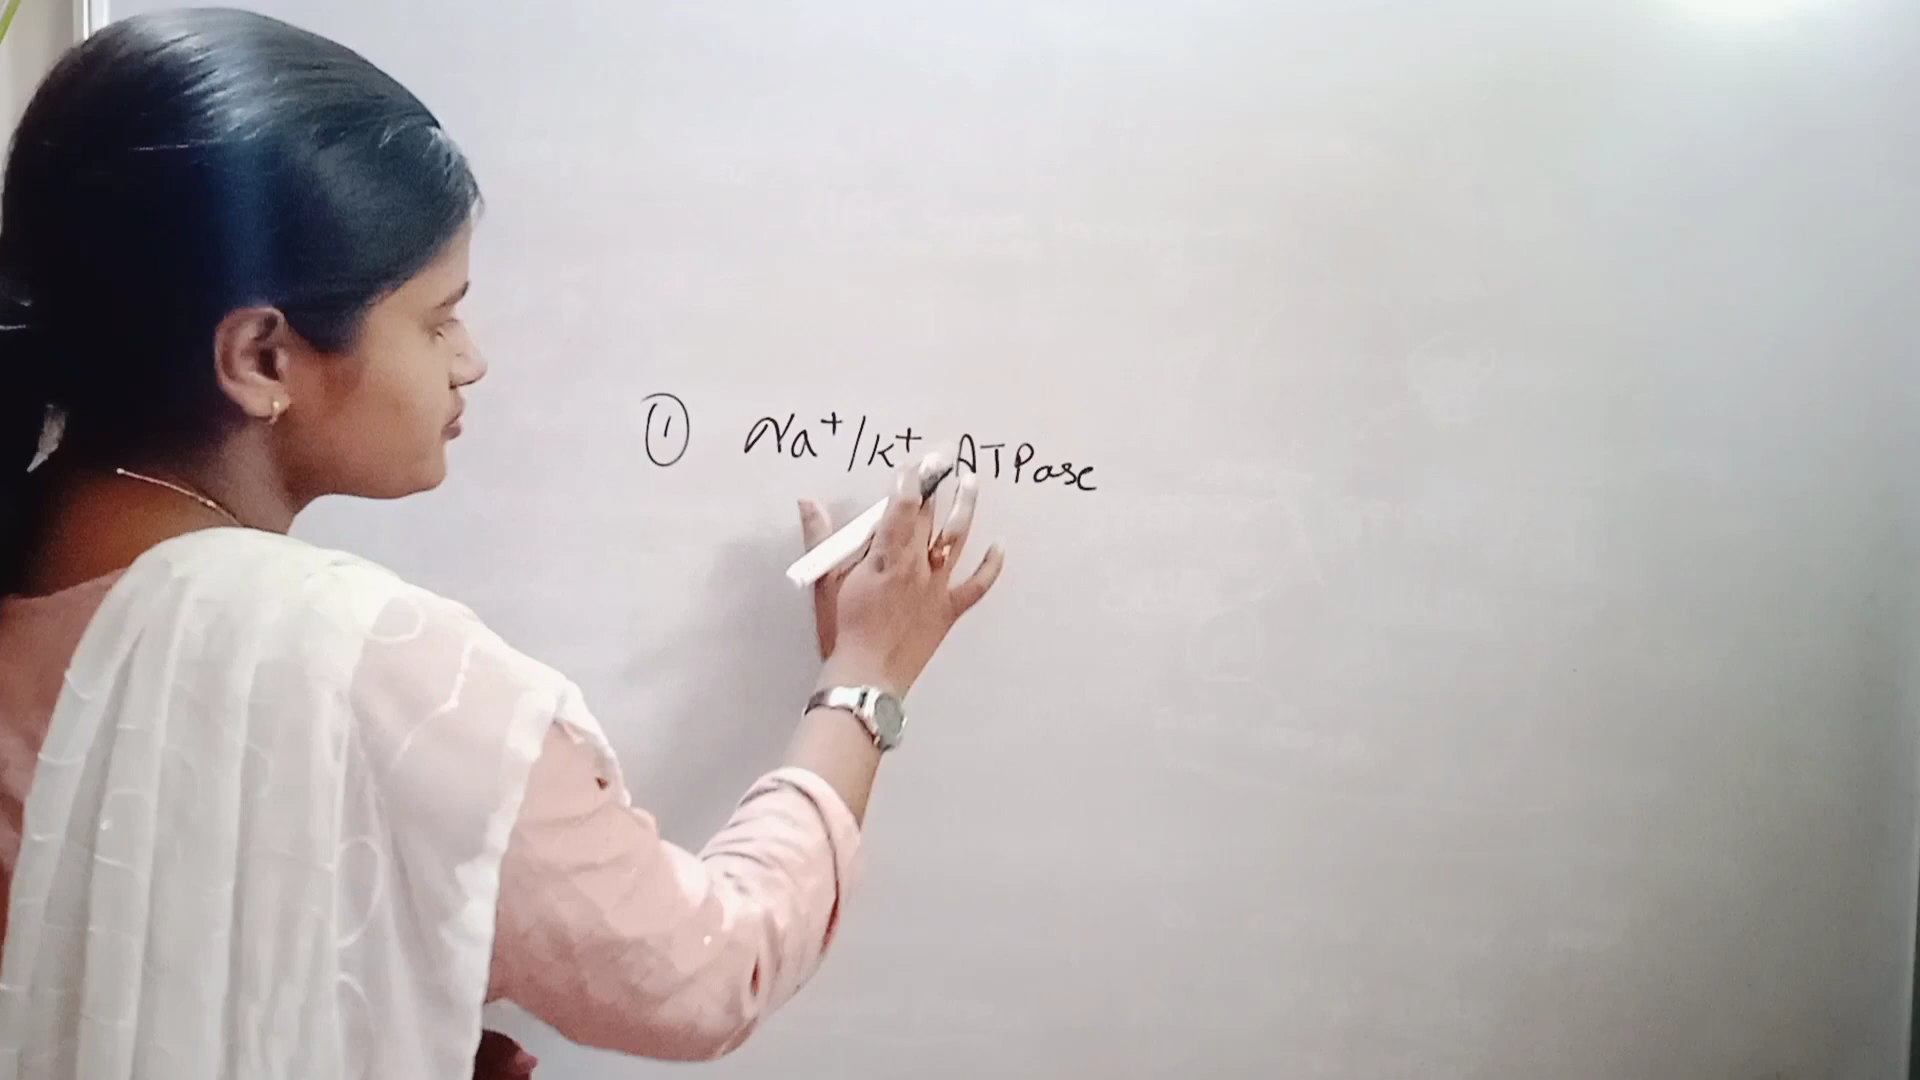 ① Na⁺/K⁺ ATPase